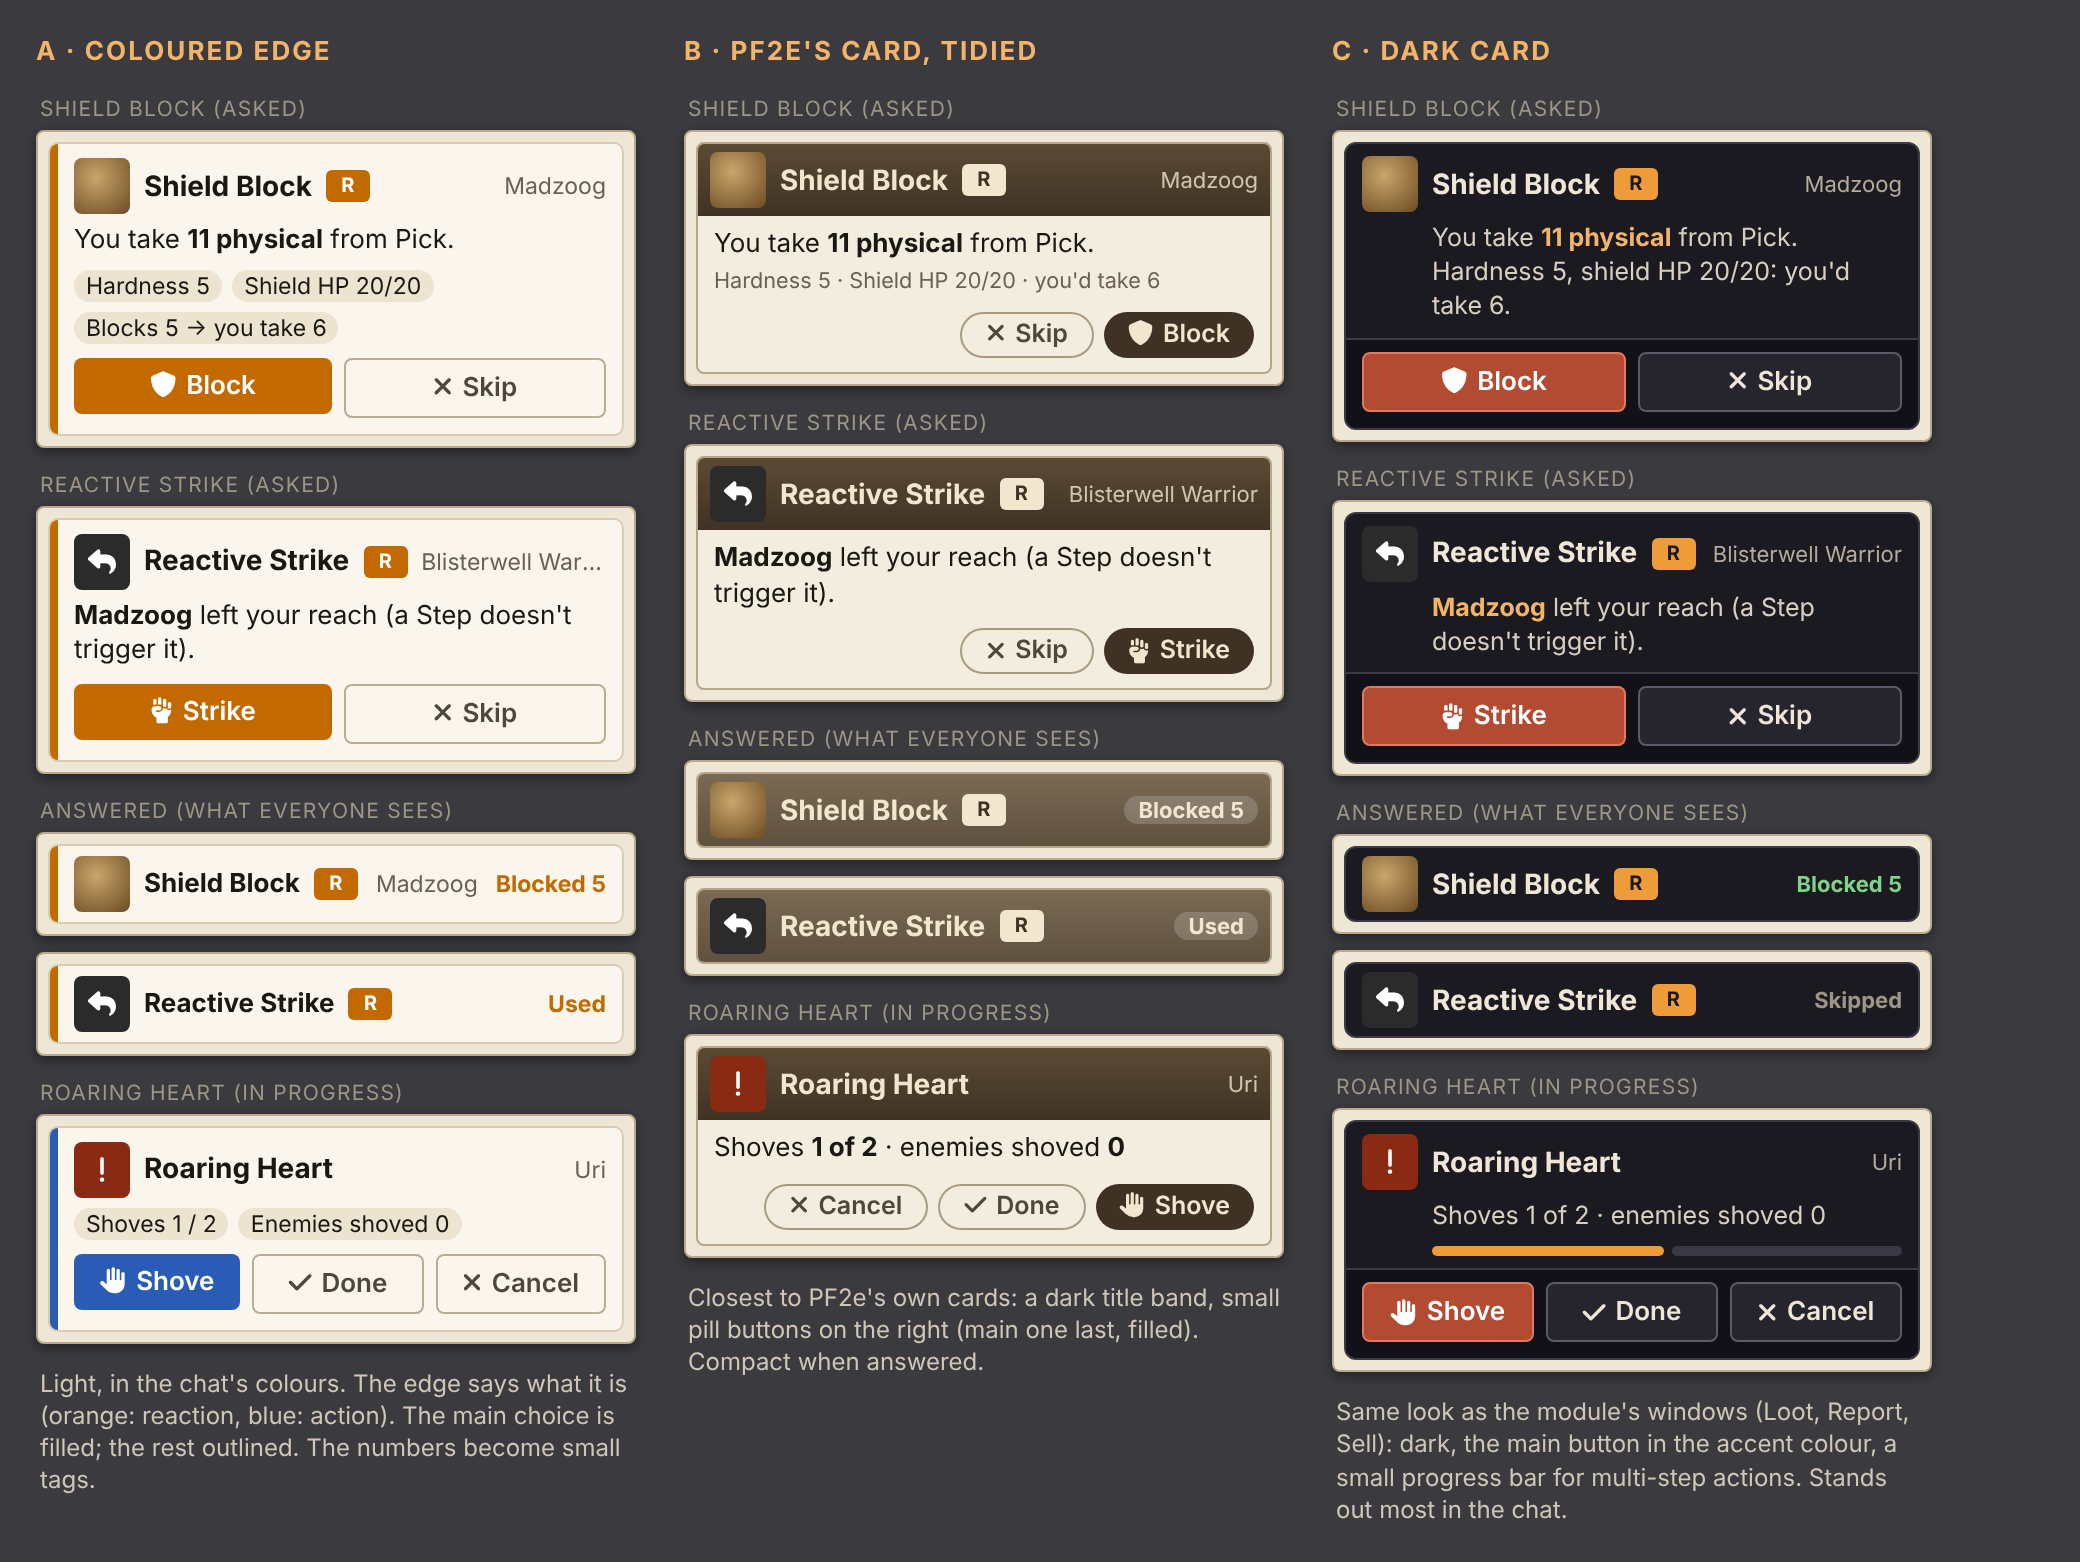 A · COLOURED EDGE
SHIELD BLOCK (ASKED)
Shield Block R Madzoog
You take 11 physical from Pick.
Hardness 5 Shield HP 20/20
Blocks 5 → you take 6
Block Skip
REACTIVE STRIKE (ASKED)
Reactive Strike R Blisterwell War...
Madzoog left your reach (a Step doesn't
trigger it).
Strike Skip
ANSWERED (WHAT EVERYONE SEES)
Shield Block R Madzoog Blocked 5
Reactive Strike R Used
ROARING HEART (IN PROGRESS)
! Roaring Heart Uri
Shoves 1 / 2 Enemies shoved 0
Shove Done Cancel
Light, in the chat's colours. The edge says what it is
(orange: reaction, blue: action). The main choice is
filled; the rest outlined. The numbers become small
tags.
B · PF2E'S CARD, TIDIED
SHIELD BLOCK (ASKED)
Shield Block R Madzoog
You take 11 physical from Pick.
Hardness 5 · Shield HP 20/20 · you'd take 6
Skip Block
REACTIVE STRIKE (ASKED)
Reactive Strike R Blisterwell Warrior
Madzoog left your reach (a Step doesn't
trigger it).
Skip Strike
ANSWERED (WHAT EVERYONE SEES)
Shield Block R Blocked 5
Reactive Strike R Used
ROARING HEART (IN PROGRESS)
! Roaring Heart Uri
Shoves 1 of 2 · enemies shoved 0
Cancel Done Shove
Closest to PF2e's own cards: a dark title band, small
pill buttons on the right (main one last, filled).
Compact when answered.
C · DARK CARD
SHIELD BLOCK (ASKED)
Shield Block R Madzoog
You take 11 physical from Pick.
Hardness 5, shield HP 20/20: you'd
take 6.
Block Skip
REACTIVE STRIKE (ASKED)
Reactive Strike R Blisterwell Warrior
Madzoog left your reach (a Step
doesn't trigger it).
Strike Skip
ANSWERED (WHAT EVERYONE SEES)
Shield Block R Blocked 5
Reactive Strike R Skipped
ROARING HEART (IN PROGRESS)
! Roaring Heart Uri
Shoves 1 of 2 · enemies shoved 0
Shove Done Cancel
Same look as the module's windows (Loot, Report,
Sell): dark, the main button in the accent colour, a
small progress bar for multi-step actions. Stands
out most in the chat.